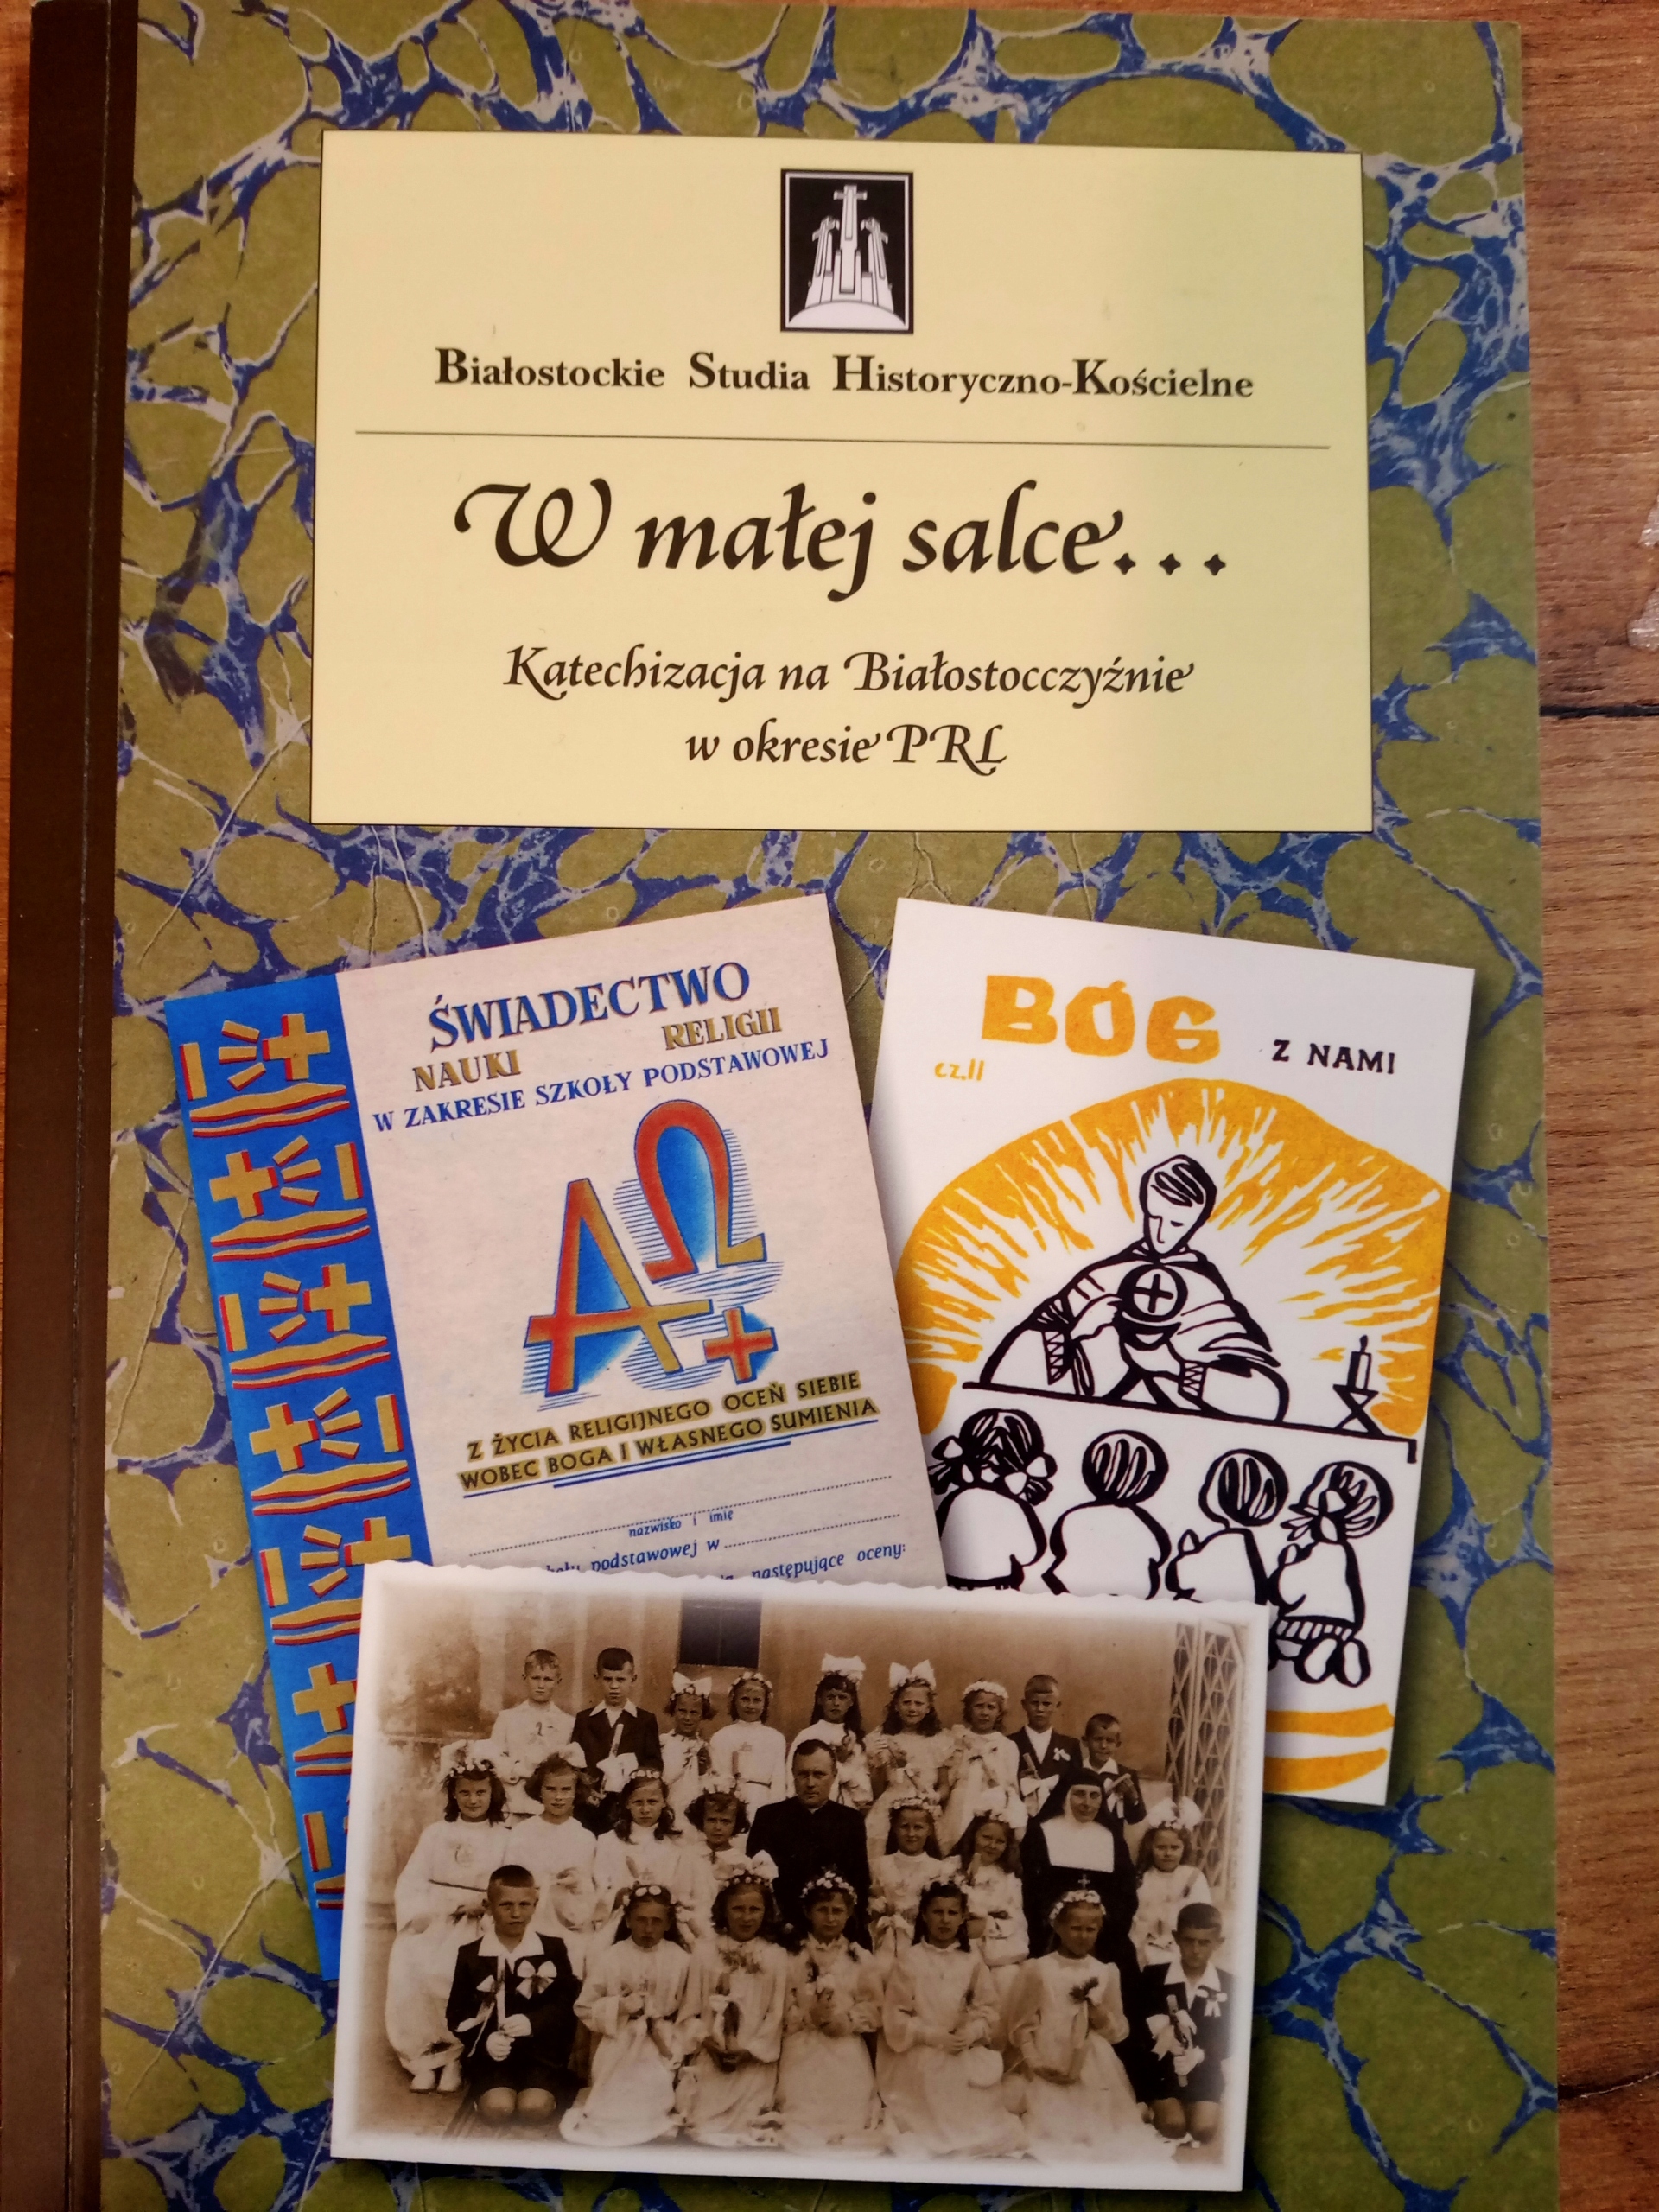 Białostockie Studia Historyczno-Kościelne
W małej salce...
Katechizacja na Białostocczyźnie
w okresie PRL
ŚWIADECTWO
NAUKI RELIGII
W ZAKRESIE SZKOŁY PODSTAWOWEJ
AΩ
Z ŻYCIA RELIGIJNEGO OCEŃ SIEBIE
WOBEC BOGA I WŁASNEGO SUMIENIA
nazwisko i imię
podstawowej w
następujące oceny:
BÓG Z NAMI
cz.II